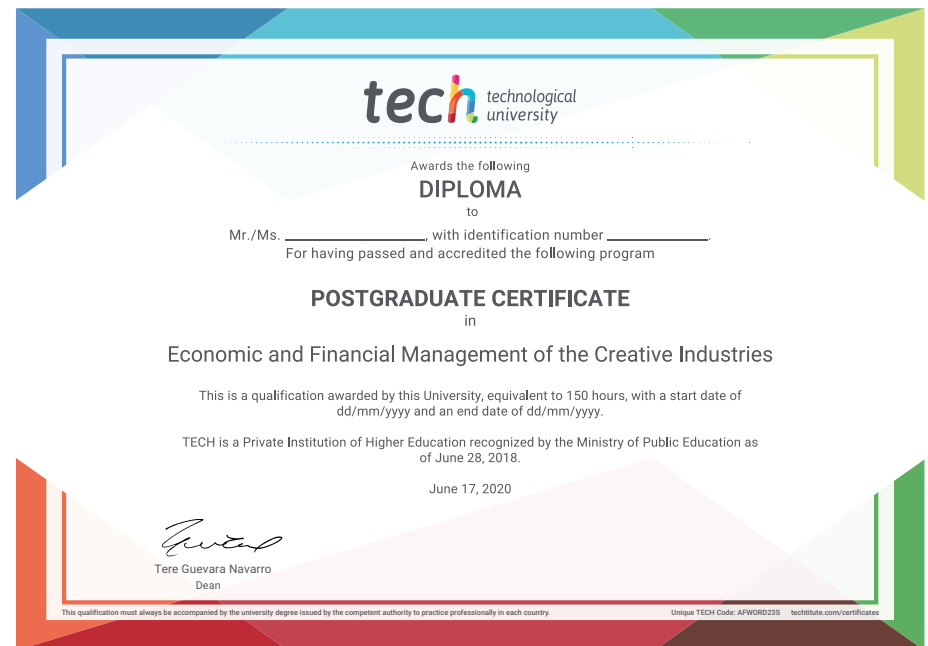 tech technological
university
Awards the following
DIPLOMA
to
Mr./Ms. ____________________, with identification number ______________.
For having passed and accredited the following program
POSTGRADUATE CERTIFICATE
in
Economic and Financial Management of the Creative Industries
This is a qualification awarded by this University, equivalent to 150 hours, with a start date of
dd/mm/yyyy and an end date of dd/mm/yyyy.
TECH is a Private Institution of Higher Education recognized by the Ministry of Public Education as
of June 28, 2018.
June 17, 2020
Tere Guevara Navarro
Dean
This qualification must always be accompanied by the university degree issued by the competent authority to practice professionally in each country. Unique TECH Code: AFWORD23S techtitute.com/certificates